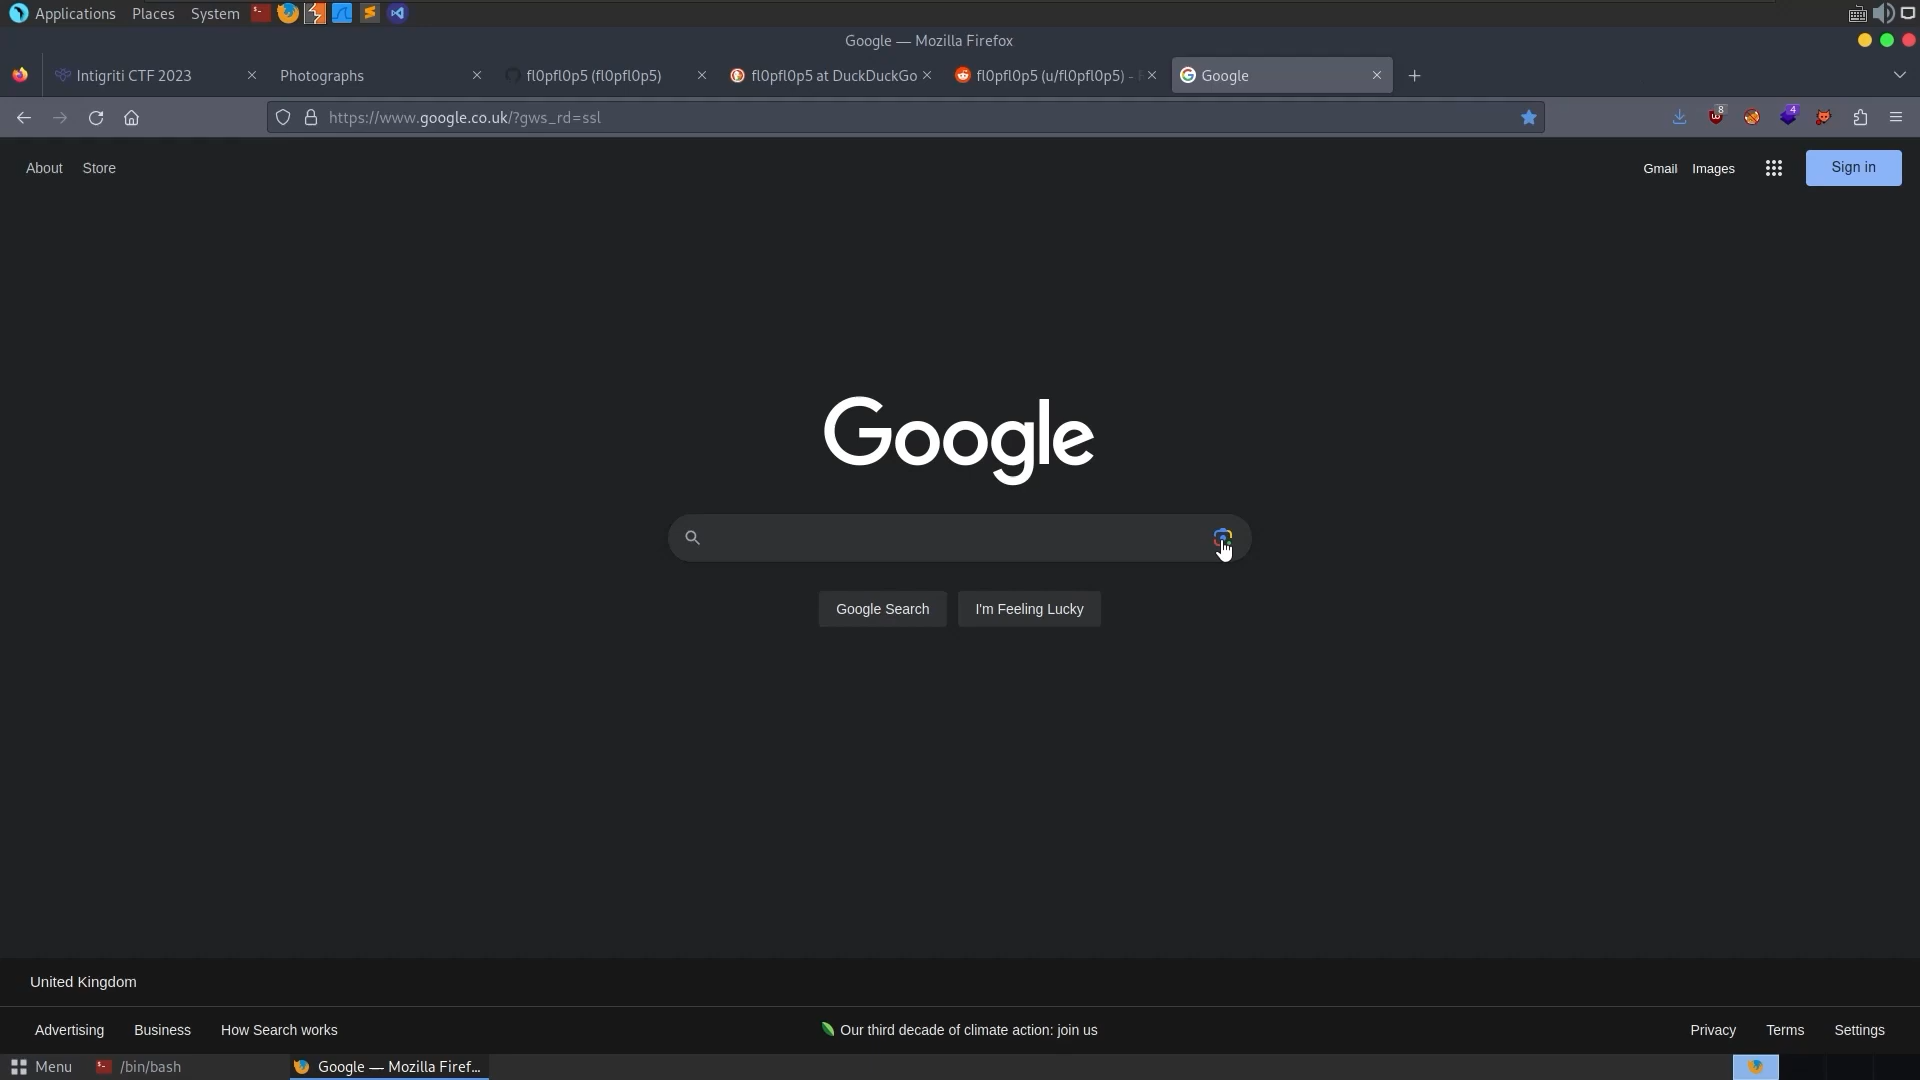 Applications Places System
Google — Mozilla Firefox
Intigriti CTF 2023
Photographs
fl0pfl0p5 (fl0pfl0p5)
fl0pfl0p5 at DuckDuckGo
fl0pfl0p5 (u/fl0pfl0p5) -
Google
https://www.google.co.uk/?gws_rd=ssl
8
4
About Store
Gmail Images
Sign in
Google
Google Search
I'm Feeling Lucky
United Kingdom
Advertising Business How Search works
Our third decade of climate action: join us
Privacy Terms Settings
Menu
/bin/bash
Google — Mozilla Firef...